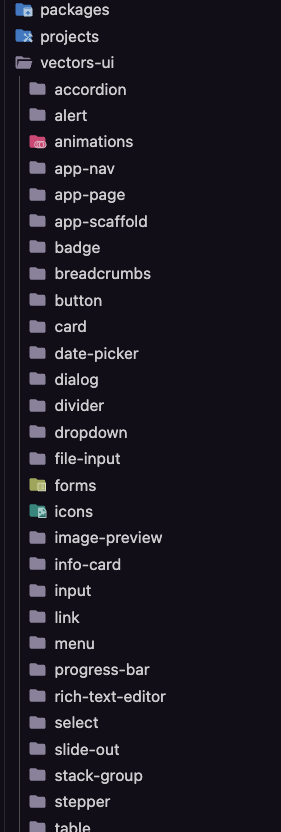 packages
projects
vectors-ui
accordion
alert
animations
app-nav
app-page
app-scaffold
badge
breadcrumbs
button
card
date-picker
dialog
divider
dropdown
file-input
forms
icons
image-preview
info-card
input
link
menu
progress-bar
rich-text-editor
select
slide-out
stack-group
stepper
table